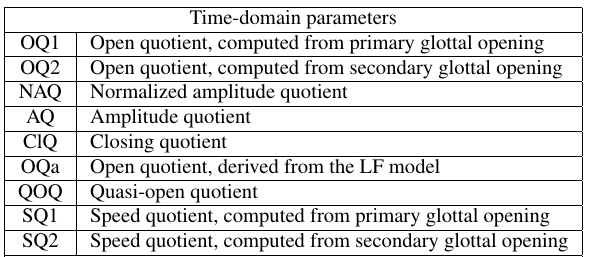 Time-domain parameters
OQ1 Open quotient, computed from primary glottal opening
OQ2 Open quotient, computed from secondary glottal opening
NAQ Normalized amplitude quotient
AQ Amplitude quotient
ClQ Closing quotient
OQa Open quotient, derived from the LF model
QOQ Quasi-open quotient
SQ1 Speed quotient, computed from primary glottal opening
SQ2 Speed quotient, computed from secondary glottal opening